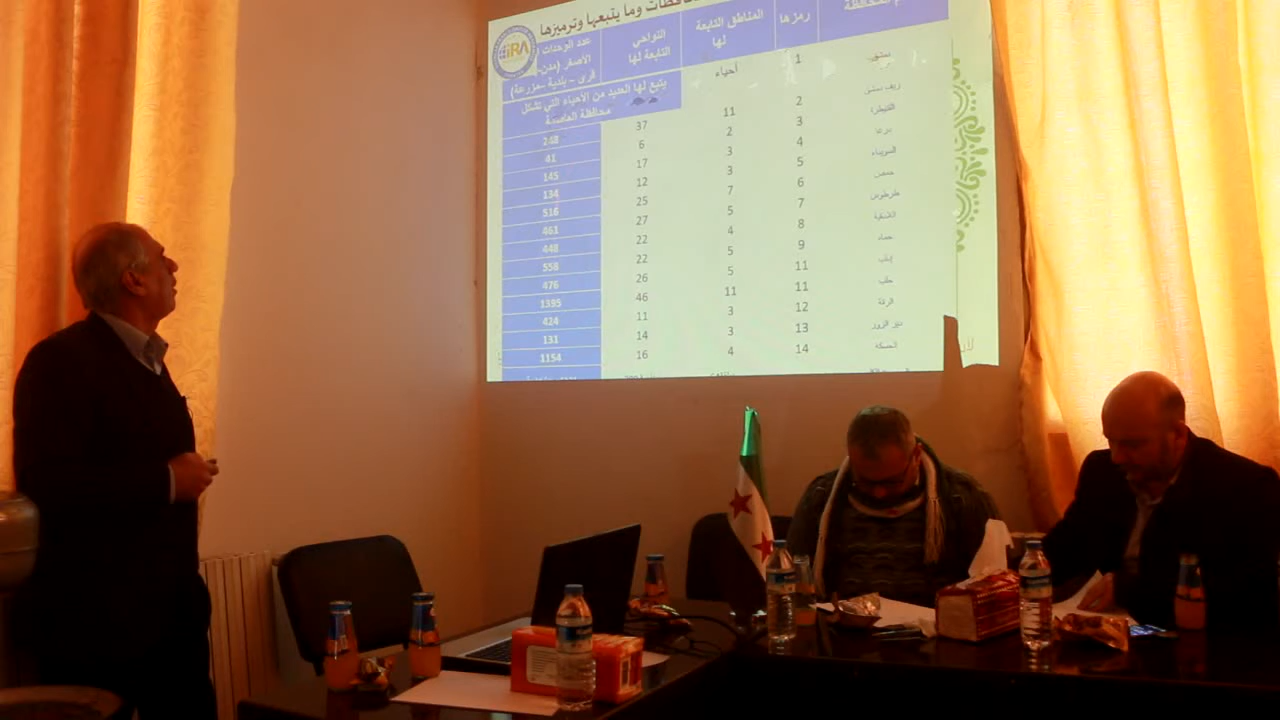 المحافظات وما يتبعها وترميزها
iRA
المحافظة رمزها المناطق التابعة لها النواحي التابعة لها عدد الوحدات
الأصغر (مدن –
قرى – بلدية – مزرعة)
دمشق 1 أحياء يتبع لها العديد من الأحياء التي تشكل
محافظة العاصمة
ريف دمشق 2 11 37 248
القنيطرة 3 2 6 41
درعا 4 3 17 145
السويداء 5 3 12 134
حمص 6 7 25 516
طرطوس 7 5 27 461
اللاذقية 8 4 22 448
حماه 9 5 22 558
إدلب 11 5 26 476
حلب 11 11 46 1395
الرقة 12 3 11 424
دير الزور 13 3 14 131
الحسكة 14 4 16 1154